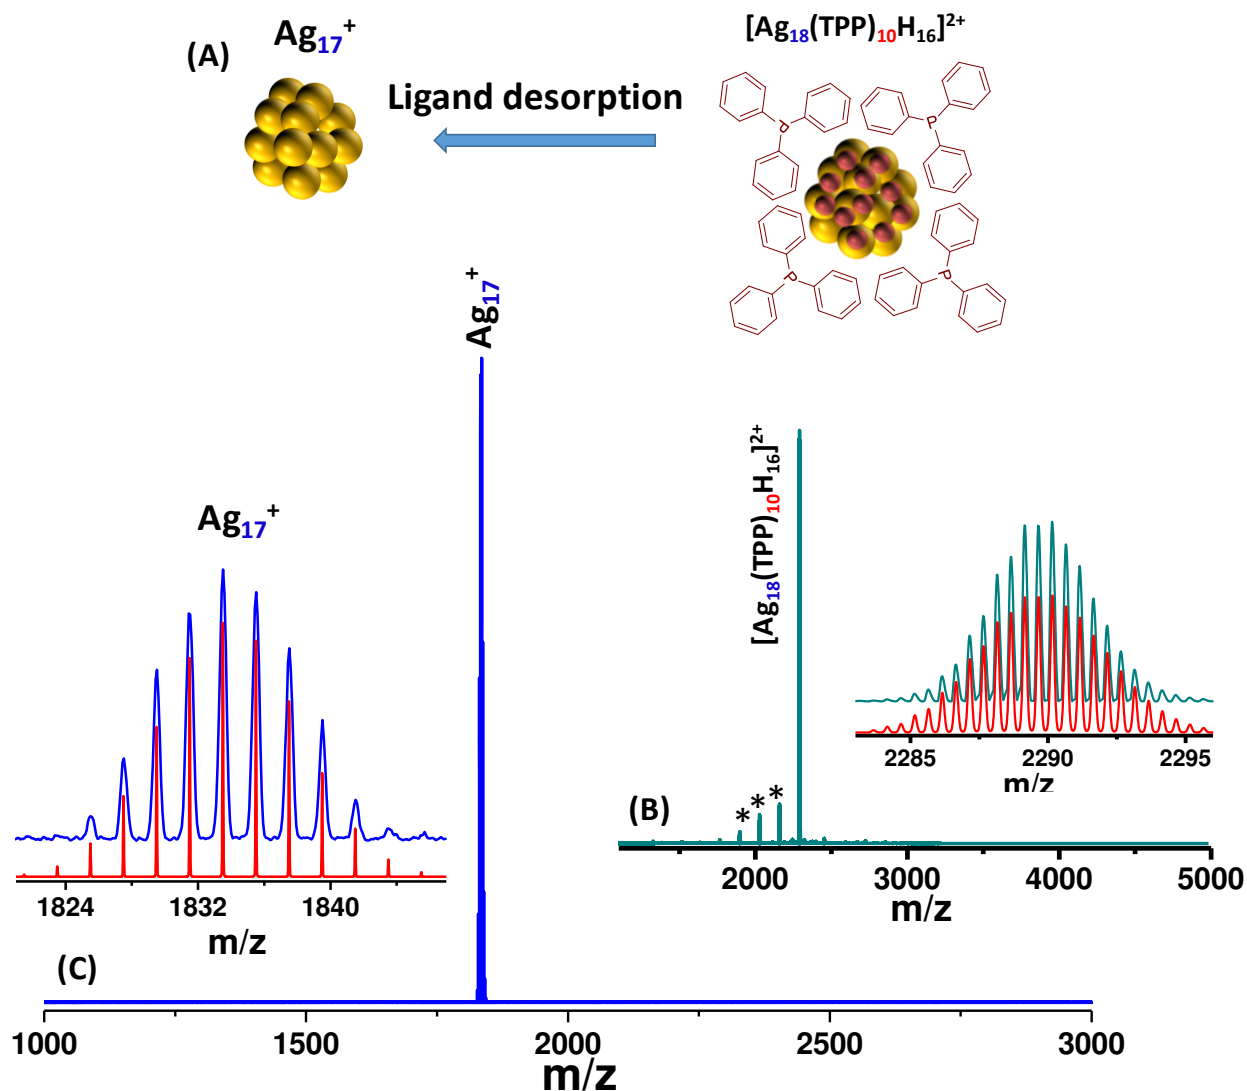 (A)
Ag17+
[Ag18(TPP)10H16]2+
Ligand desorption
P
P
P
P
Ag17+
Ag17+
1824 1832 1840
m/z
[Ag18(TPP)10H16]2+
2285 2290 2295
m/z
(B)
* * *
2000 3000 4000 5000
m/z
(C)
1000 1500 2000 2500 3000
m/z